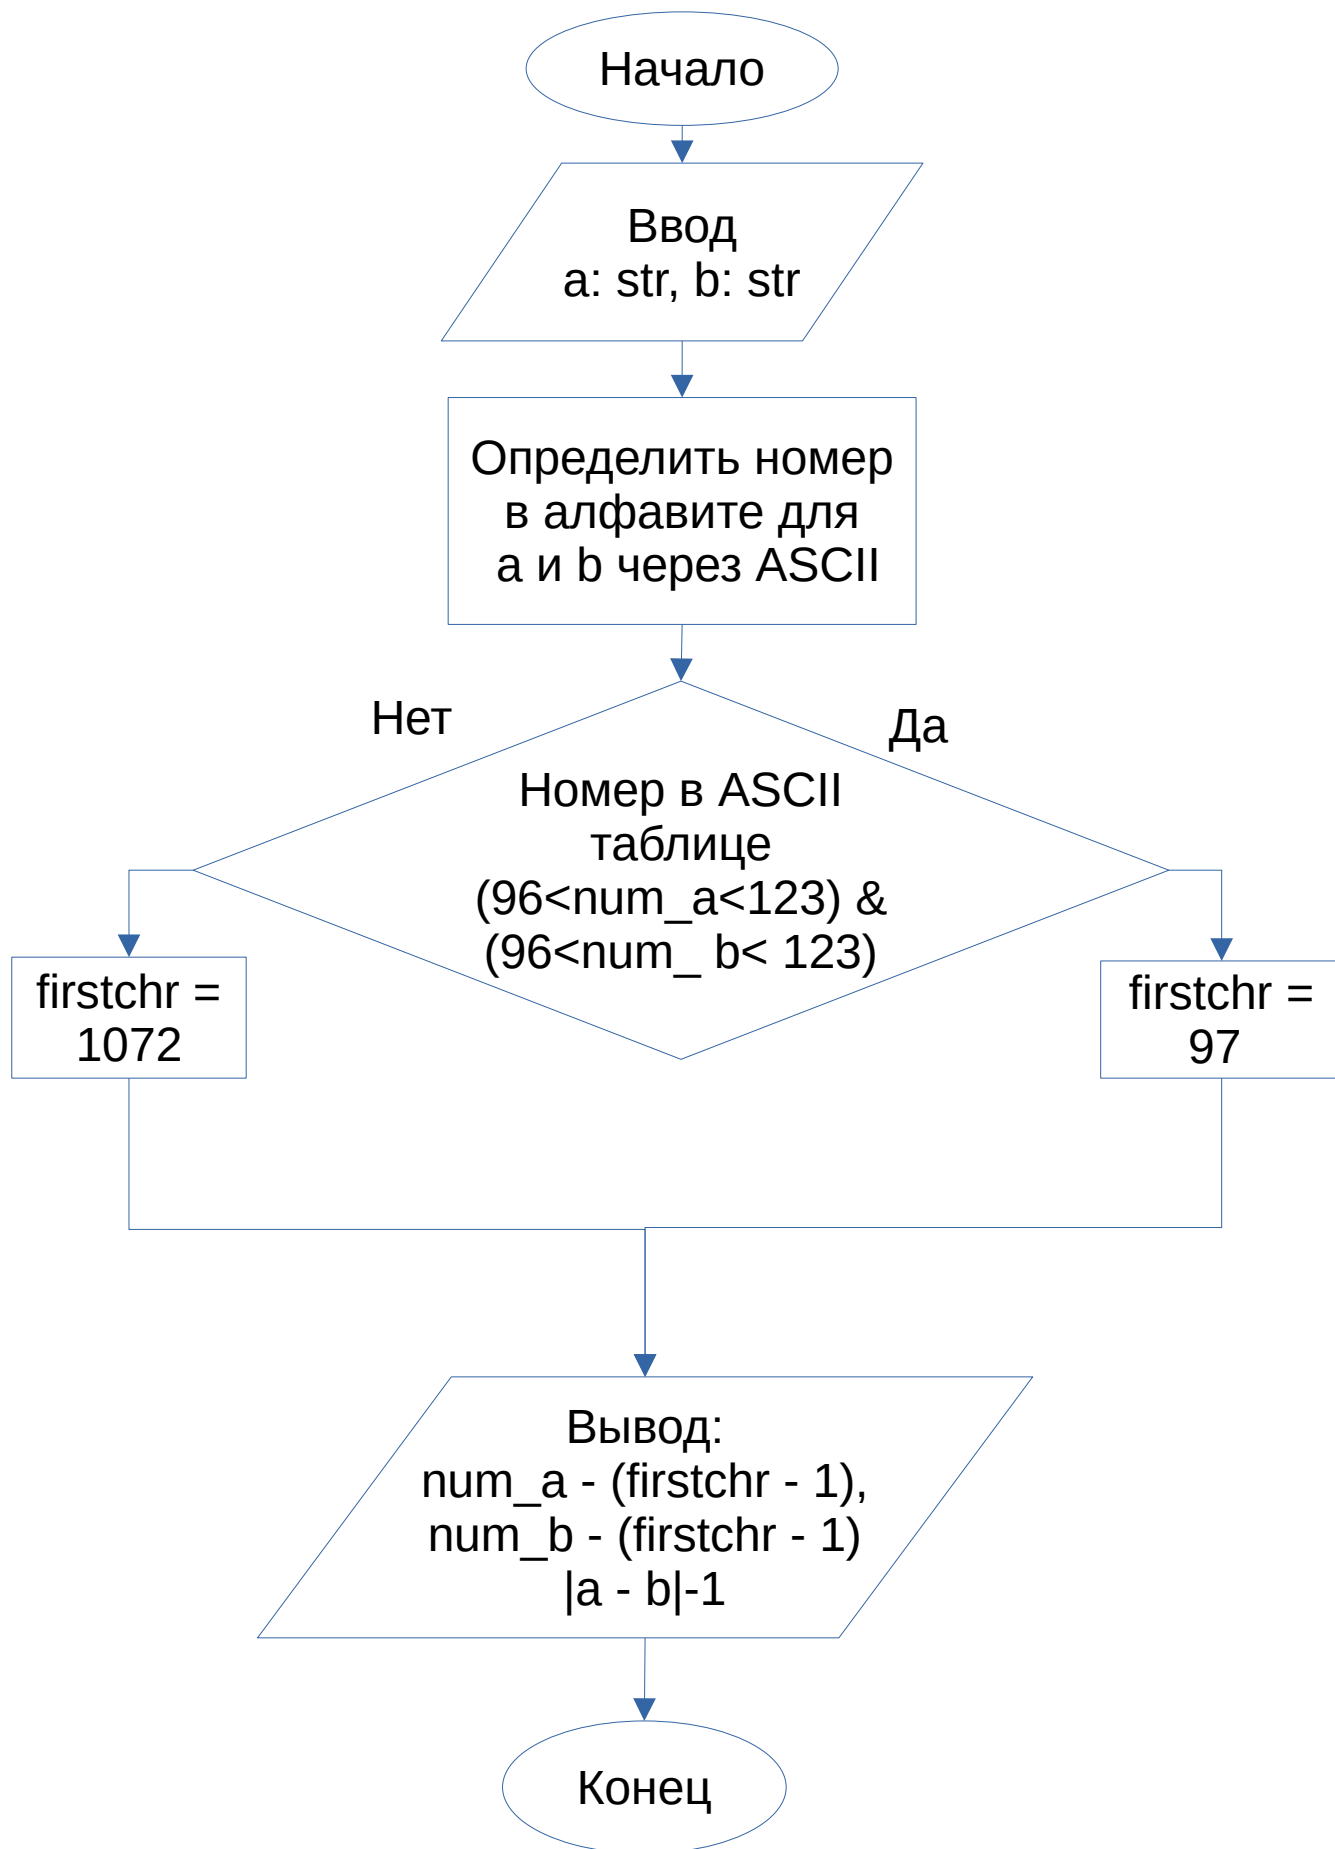 Начало
Ввод
a: str, b: str
Определить номер
в алфавите для
a и b через ASCII
Нет
Да
Номер в ASCII
таблице
(96<num_a<123) &
(96<num_ b< 123)
firstchr =
1072
firstchr =
97
Вывод:
num_a - (firstchr - 1),
num_b - (firstchr - 1)
|a - b|-1
Конец